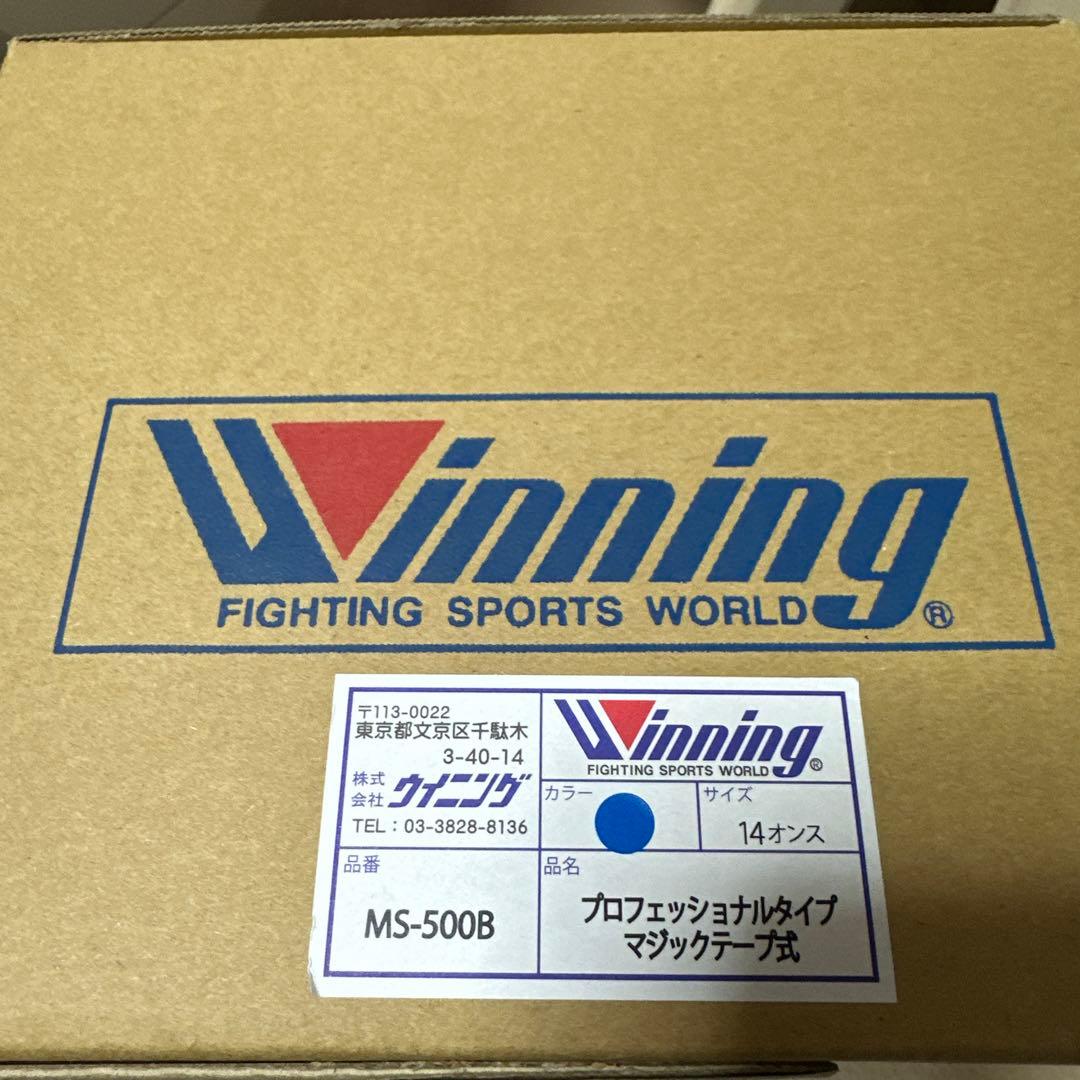 Winning
FIGHTING SPORTS WORLD®
〒113-0022
東京都文京区千駄木
3-40-14
株式
会社 ウイニング
TEL：03-3828-8136
Winning
FIGHTING SPORTS WORLD®
カラー
サイズ
14オンス
品番
MS-500B
品名
プロフェッショナルタイプ
マジックテープ式